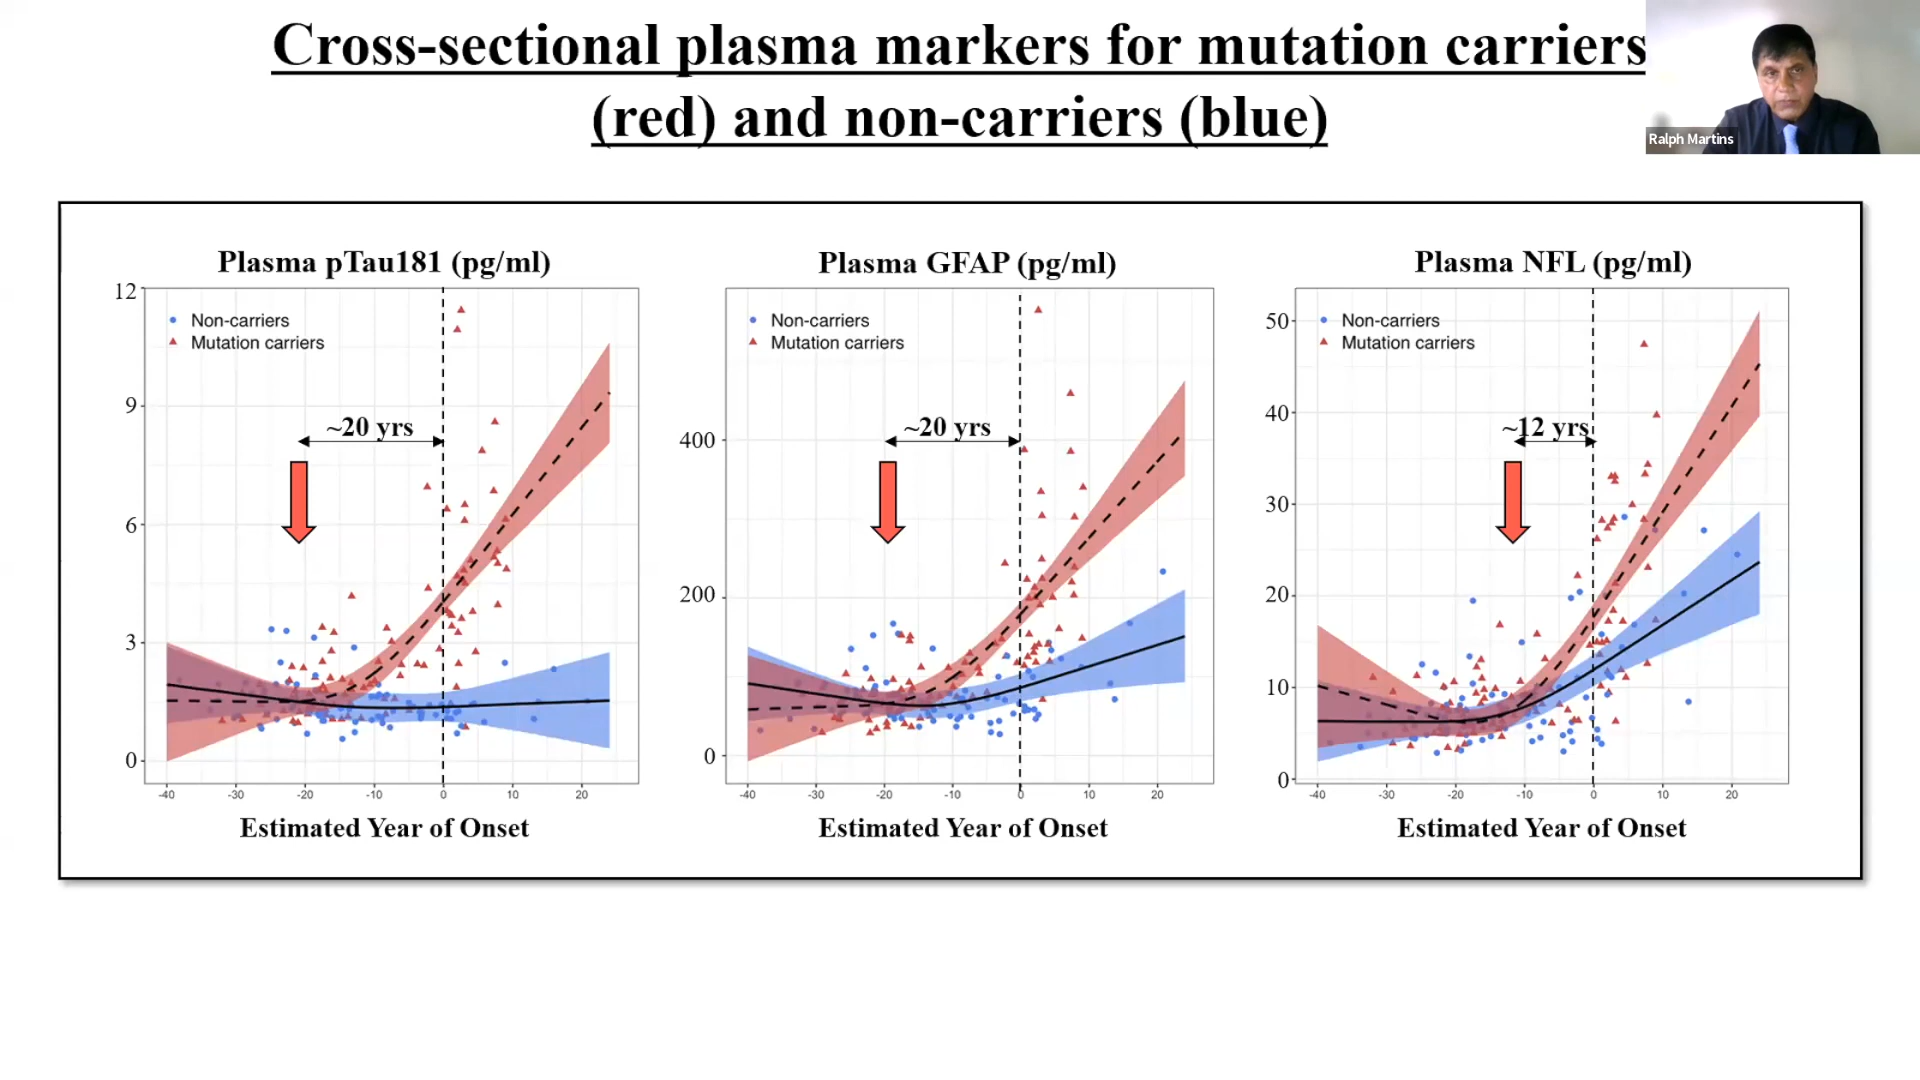 Cross-sectional plasma markers for mutation carriers
(red) and non-carriers (blue)
Ralph Martins
Plasma pTau181 (pg/ml)
12
9
6
3
0
Non-carriers
Mutation carriers
~20 yrs
-40 -30 -20 -10 0 10 20
Estimated Year of Onset
Plasma GFAP (pg/ml)
400
200
0
Non-carriers
Mutation carriers
~20 yrs
-40 -30 -20 -10 0 10 20
Estimated Year of Onset
Plasma NFL (pg/ml)
50
40
30
20
10
0
Non-carriers
Mutation carriers
~12 yrs
-40 -30 -20 -10 0 10 20
Estimated Year of Onset